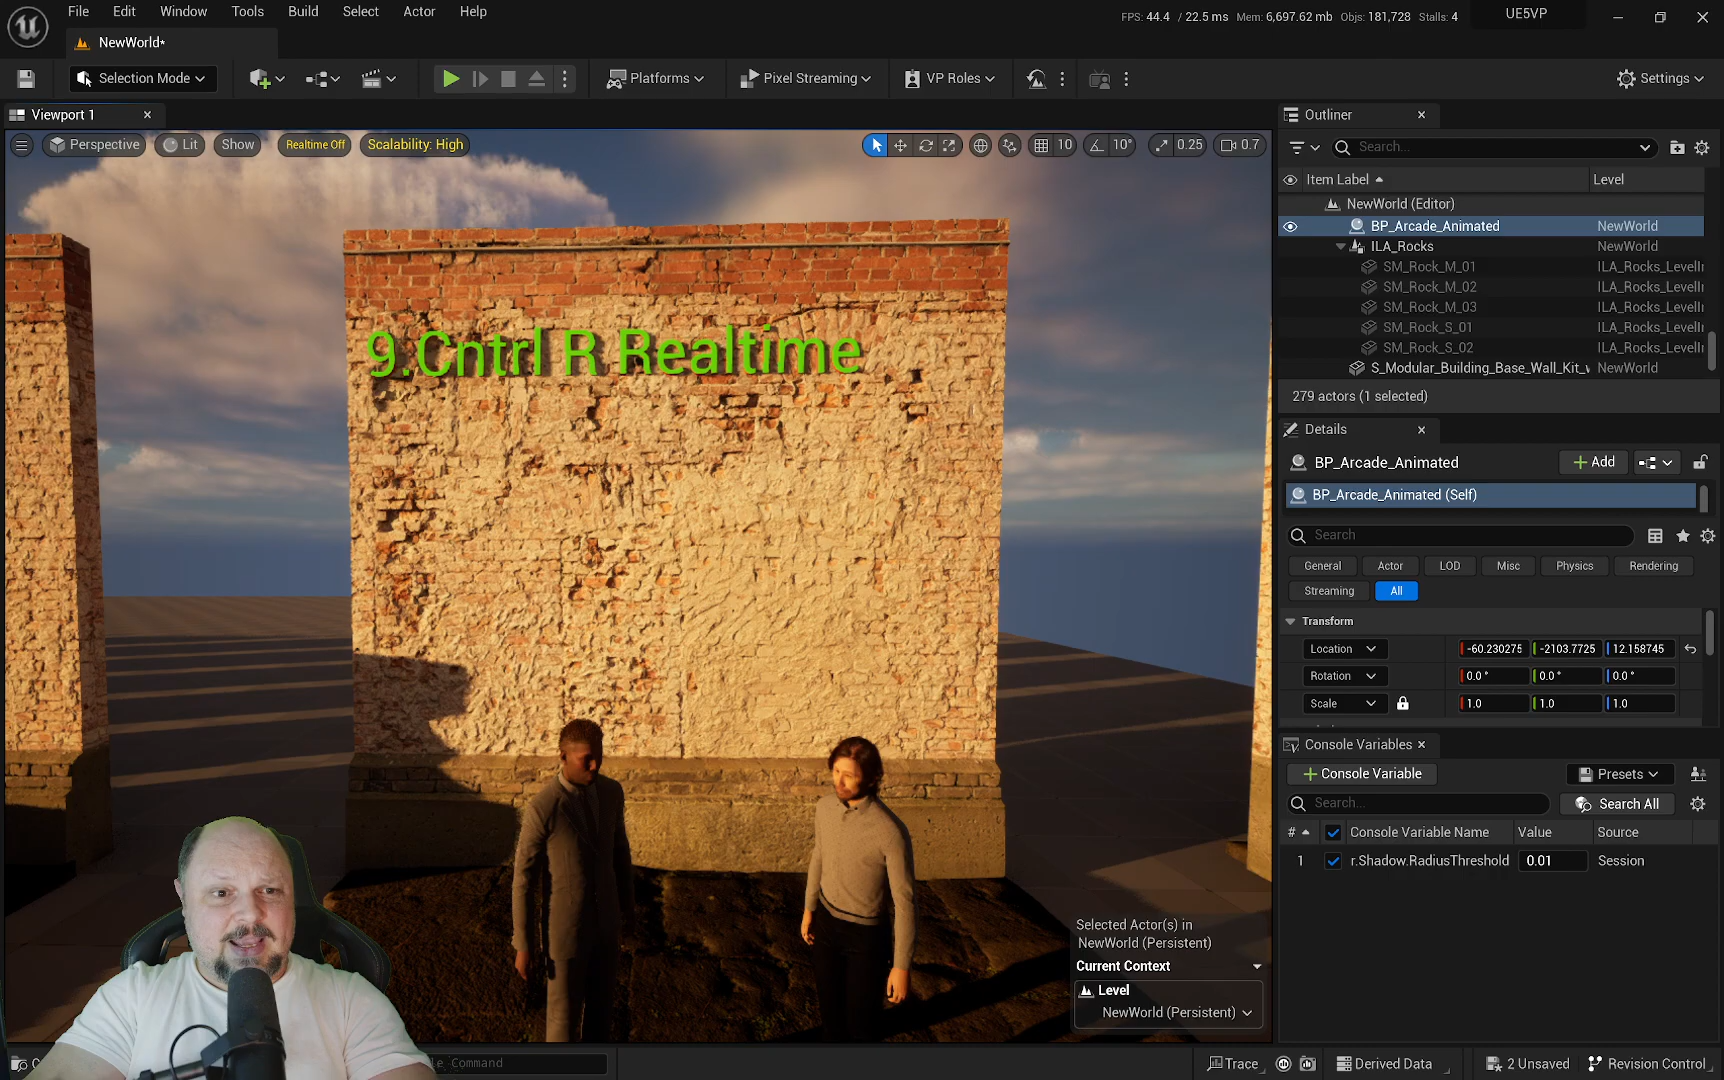 File Edit Window Tools Build Select Actor Help
FPS: 44.4 / 22.5 ms Mem: 6,697.62 mb Objs: 181,728 Stalls: 4
UE5VP
NewWorld*
Selection Mode
Platforms
Pixel Streaming
VP Roles
Settings
Viewport 1
Perspective
Lit
Show
Realtime Off
Scalability: High
10
10°
0.25
0.7
9.Cntrl R Realtime
Selected Actor(s) in
NewWorld (Persistent)
Current Context
Level
NewWorld (Persistent)
Outliner
Search...
Item Label Level
NewWorld (Editor)
BP_Arcade_Animated NewWorld
ILA_Rocks NewWorld
SM_Rock_M_01 ILA_Rocks_LevelIn
SM_Rock_M_02 ILA_Rocks_LevelIn
SM_Rock_M_03 ILA_Rocks_LevelIn
SM_Rock_S_01 ILA_Rocks_LevelIn
SM_Rock_S_02 ILA_Rocks_LevelIn
S_Modular_Building_Base_Wall_Kit_w NewWorld
279 actors (1 selected)
Details
BP_Arcade_Animated
Add
BP_Arcade_Animated (Self)
Search
General Actor LOD Misc Physics Rendering
Streaming All
Transform
Location -60.230275 -2103.7725 12.158745
Rotation 0.0 ° 0.0 ° 0.0 °
Scale 1.0 1.0 1.0
Console Variables
Console Variable
Presets
Search...
Search All
# Console Variable Name Value Source
1 r.Shadow.RadiusThreshold 0.01 Session
Command
Trace
Derived Data
2 Unsaved
Revision Control